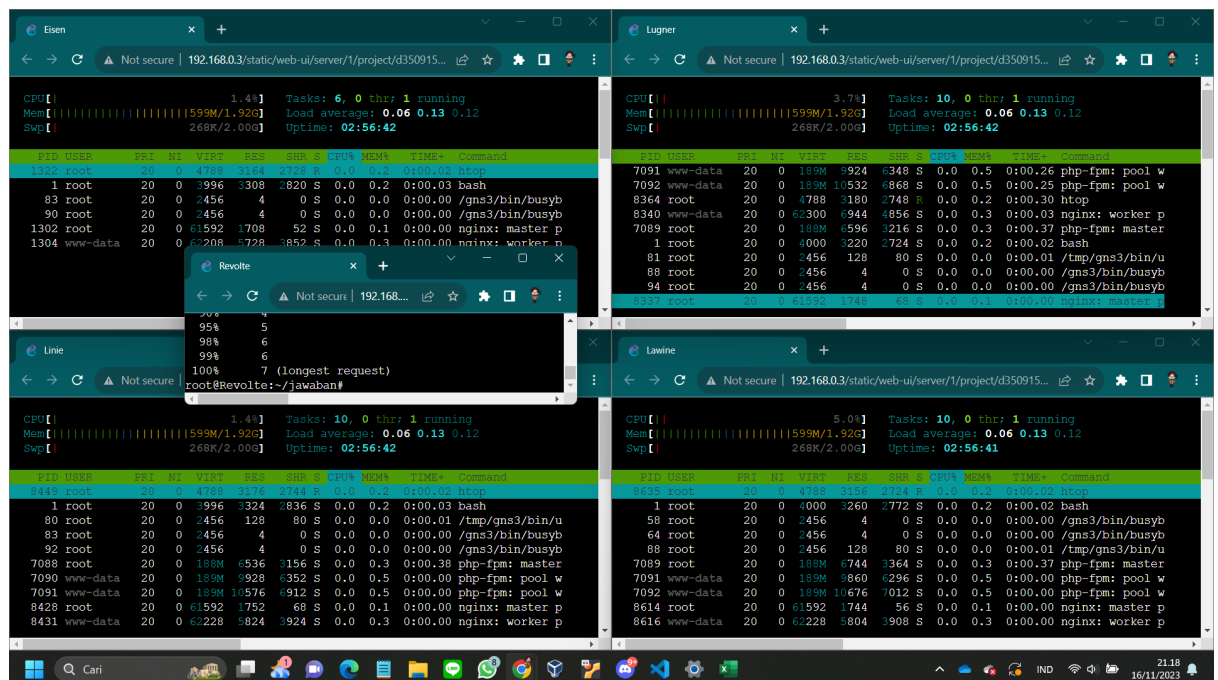 Eisen
Not secure | 192.168.0.3/static/web-ui/server/1/project/d350915...
CPU[| 1.4%] Tasks: 6, 0 thr; 1 running
Mem[||||||||||||||||||||599M/1.92G] Load average: 0.06 0.13 0.12
Swp[| 268K/2.00G] Uptime: 02:56:42
PID USER PRI NI VIRT RES SHR S CPU% MEM% TIME+ Command
1322 root 20 0 4788 3164 2728 R 0.0 0.2 0:00.02 htop
1 root 20 0 3996 3308 2820 S 0.0 0.2 0:00.03 bash
83 root 20 0 2456 4 0 S 0.0 0.0 0:00.00 /gns3/bin/busyb
90 root 20 0 2456 4 0 S 0.0 0.0 0:00.00 /gns3/bin/busyb
1302 root 20 0 61592 1708 52 S 0.0 0.1 0:00.00 nginx: master p
1304 www-data 20 0 62208 5728 3852 S 0.0 0.3 0:00.00 nginx: worker p
Lugner
Not secure | 192.168.0.3/static/web-ui/server/1/project/d350915...
CPU[|| 3.7%] Tasks: 10, 0 thr; 1 running
Mem[||||||||||||||||||||599M/1.92G] Load average: 0.06 0.13 0.12
Swp[| 268K/2.00G] Uptime: 02:56:42
PID USER PRI NI VIRT RES SHR S CPU% MEM% TIME+ Command
7091 www-data 20 0 189M 9924 6348 S 0.0 0.5 0:00.26 php-fpm: pool w
7092 www-data 20 0 189M 10532 6868 S 0.0 0.5 0:00.25 php-fpm: pool w
8364 root 20 0 4788 3180 2748 R 0.0 0.2 0:00.30 htop
8340 www-data 20 0 62300 6944 4856 S 0.0 0.3 0:00.03 nginx: worker p
7089 root 20 0 188M 6596 3216 S 0.0 0.3 0:00.37 php-fpm: master
1 root 20 0 4000 3220 2724 S 0.0 0.2 0:00.02 bash
81 root 20 0 2456 128 80 S 0.0 0.0 0:00.01 /tmp/gns3/bin/u
88 root 20 0 2456 4 0 S 0.0 0.0 0:00.00 /gns3/bin/busyb
94 root 20 0 2456 4 0 S 0.0 0.0 0:00.00 /gns3/bin/busyb
8337 root 20 0 61592 1748 68 S 0.0 0.1 0:00.00 nginx: master p
Revolte
Not secure | 192.168....
90% 4
95% 5
98% 6
99% 6
100% 7 (longest request)
root@Revolte:~/jawaban#
Linie
Not secure
CPU[| 1.4%] Tasks: 10, 0 thr; 1 running
Mem[||||||||||||||||||||599M/1.92G] Load average: 0.06 0.13 0.12
Swp[| 268K/2.00G] Uptime: 02:56:42
PID USER PRI NI VIRT RES SHR S CPU% MEM% TIME+ Command
8449 root 20 0 4788 3176 2744 R 0.0 0.2 0:00.02 htop
1 root 20 0 3996 3324 2836 S 0.0 0.2 0:00.03 bash
80 root 20 0 2456 128 80 S 0.0 0.0 0:00.01 /tmp/gns3/bin/u
83 root 20 0 2456 4 0 S 0.0 0.0 0:00.00 /gns3/bin/busyb
92 root 20 0 2456 4 0 S 0.0 0.0 0:00.00 /gns3/bin/busyb
7088 root 20 0 188M 6536 3156 S 0.0 0.3 0:00.38 php-fpm: master
7090 www-data 20 0 189M 9928 6352 S 0.0 0.5 0:00.00 php-fpm: pool w
7091 www-data 20 0 189M 10576 6912 S 0.0 0.5 0:00.00 php-fpm: pool w
8428 root 20 0 61592 1752 68 S 0.0 0.1 0:00.00 nginx: master p
8431 www-data 20 0 62228 5824 3924 S 0.0 0.3 0:00.00 nginx: worker p
Lawine
Not secure | 192.168.0.3/static/web-ui/server/1/project/d350915...
CPU[|| 5.0%] Tasks: 10, 0 thr; 1 running
Mem[||||||||||||||||||||599M/1.92G] Load average: 0.06 0.13 0.12
Swp[| 268K/2.00G] Uptime: 02:56:41
PID USER PRI NI VIRT RES SHR S CPU% MEM% TIME+ Command
8635 root 20 0 4788 3156 2724 R 0.0 0.2 0:00.02 htop
1 root 20 0 4000 3260 2772 S 0.0 0.2 0:00.02 bash
58 root 20 0 2456 4 0 S 0.0 0.0 0:00.00 /gns3/bin/busyb
64 root 20 0 2456 4 0 S 0.0 0.0 0:00.00 /gns3/bin/busyb
88 root 20 0 2456 128 80 S 0.0 0.0 0:00.01 /tmp/gns3/bin/u
7089 root 20 0 188M 6744 3364 S 0.0 0.3 0:00.37 php-fpm: master
7091 www-data 20 0 189M 9860 6296 S 0.0 0.5 0:00.00 php-fpm: pool w
7092 www-data 20 0 189M 10676 7012 S 0.0 0.5 0:00.00 php-fpm: pool w
8614 root 20 0 61592 1744 56 S 0.0 0.1 0:00.00 nginx: master p
8616 www-data 20 0 62228 5804 3908 S 0.0 0.3 0:00.00 nginx: worker p
Cari
IND
21.18
16/11/2023